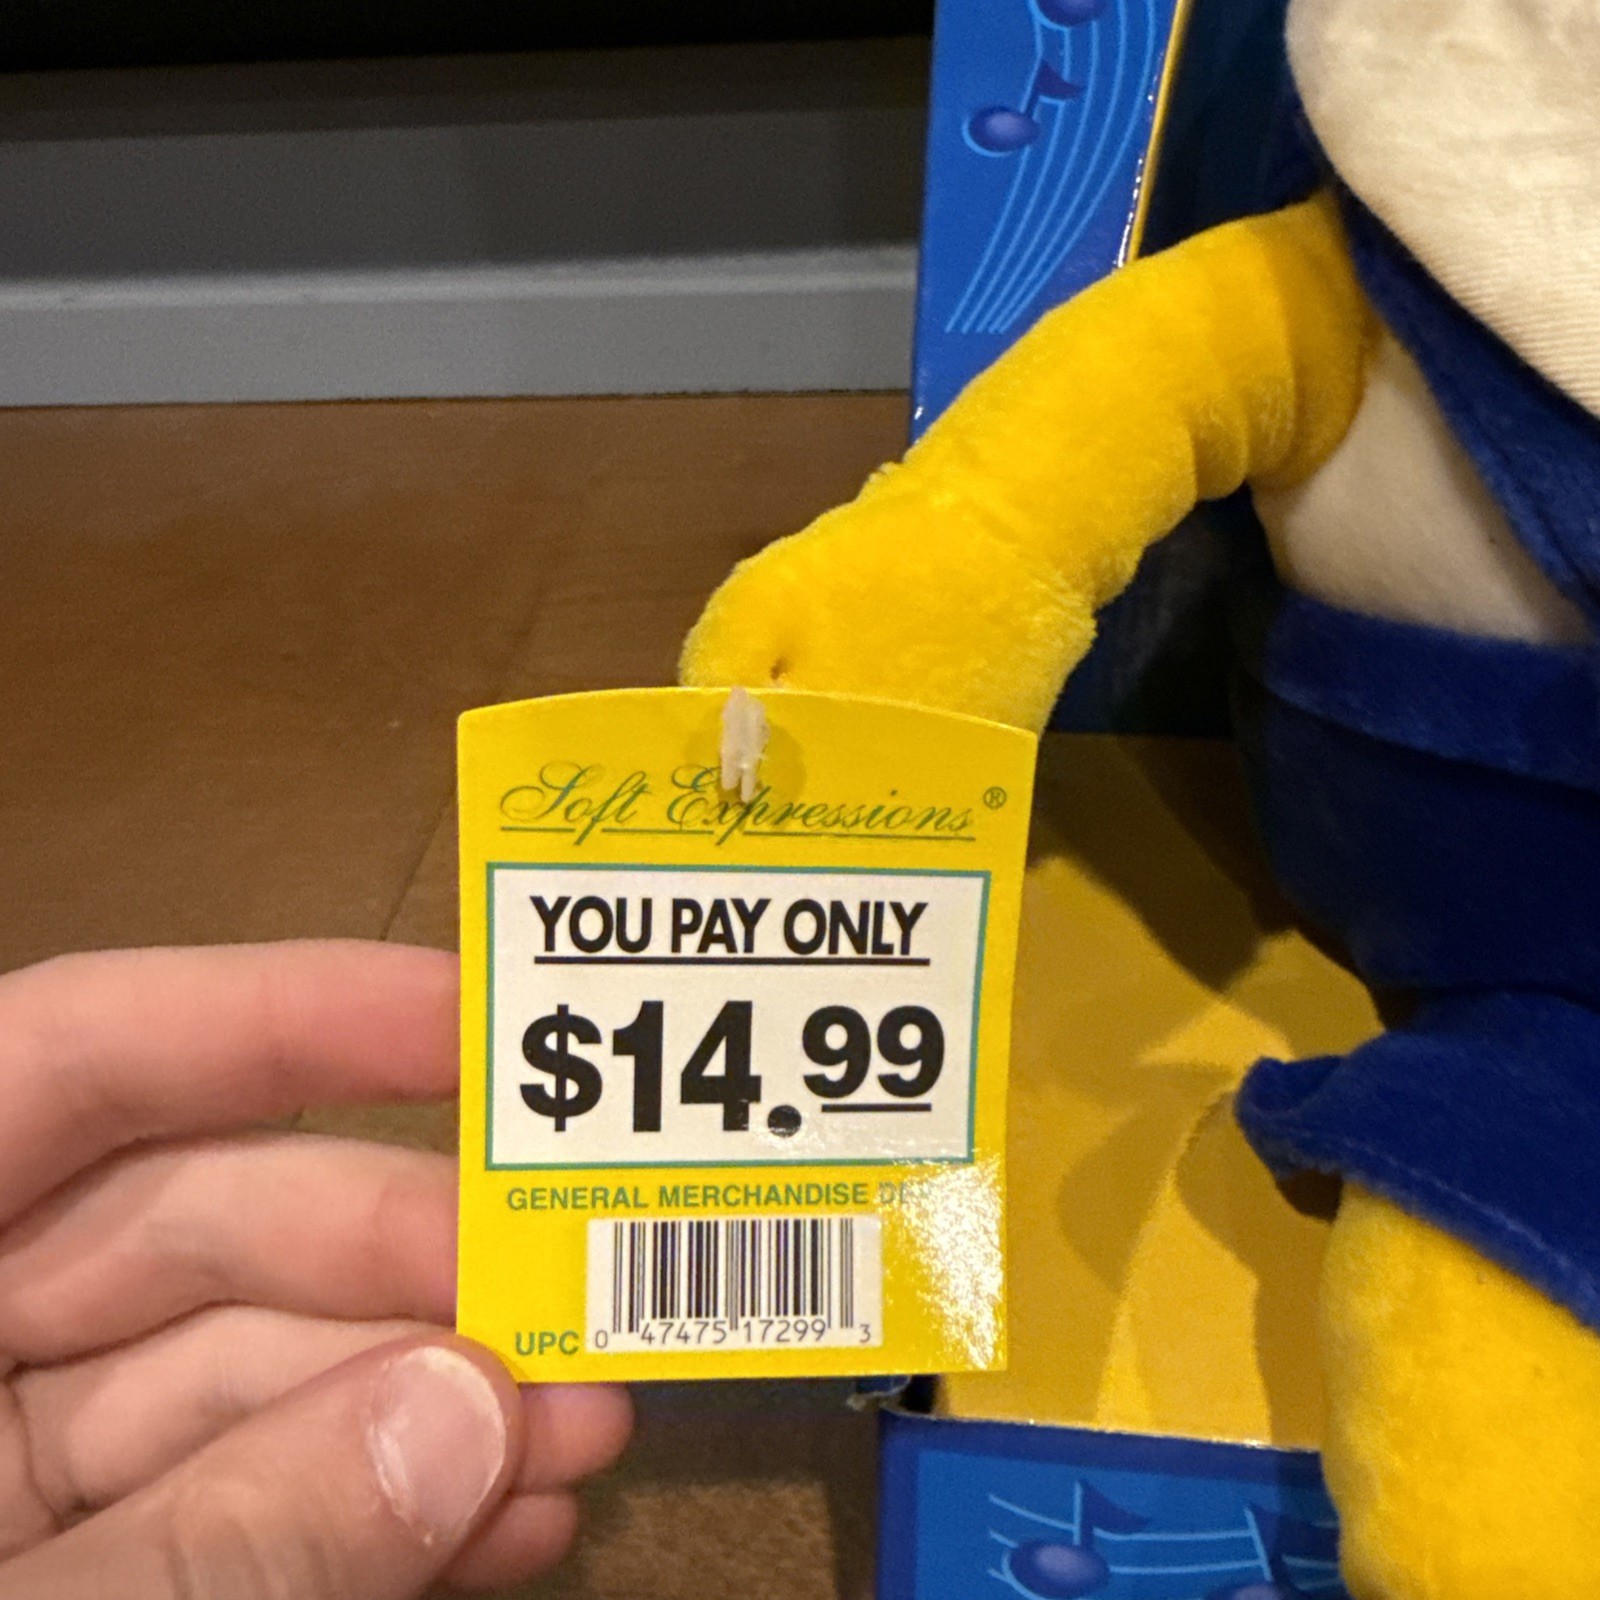 Soft Expressions®
YOU PAY ONLY
$14.99
GENERAL MERCHANDISE
UPC 0 47475 17299 3